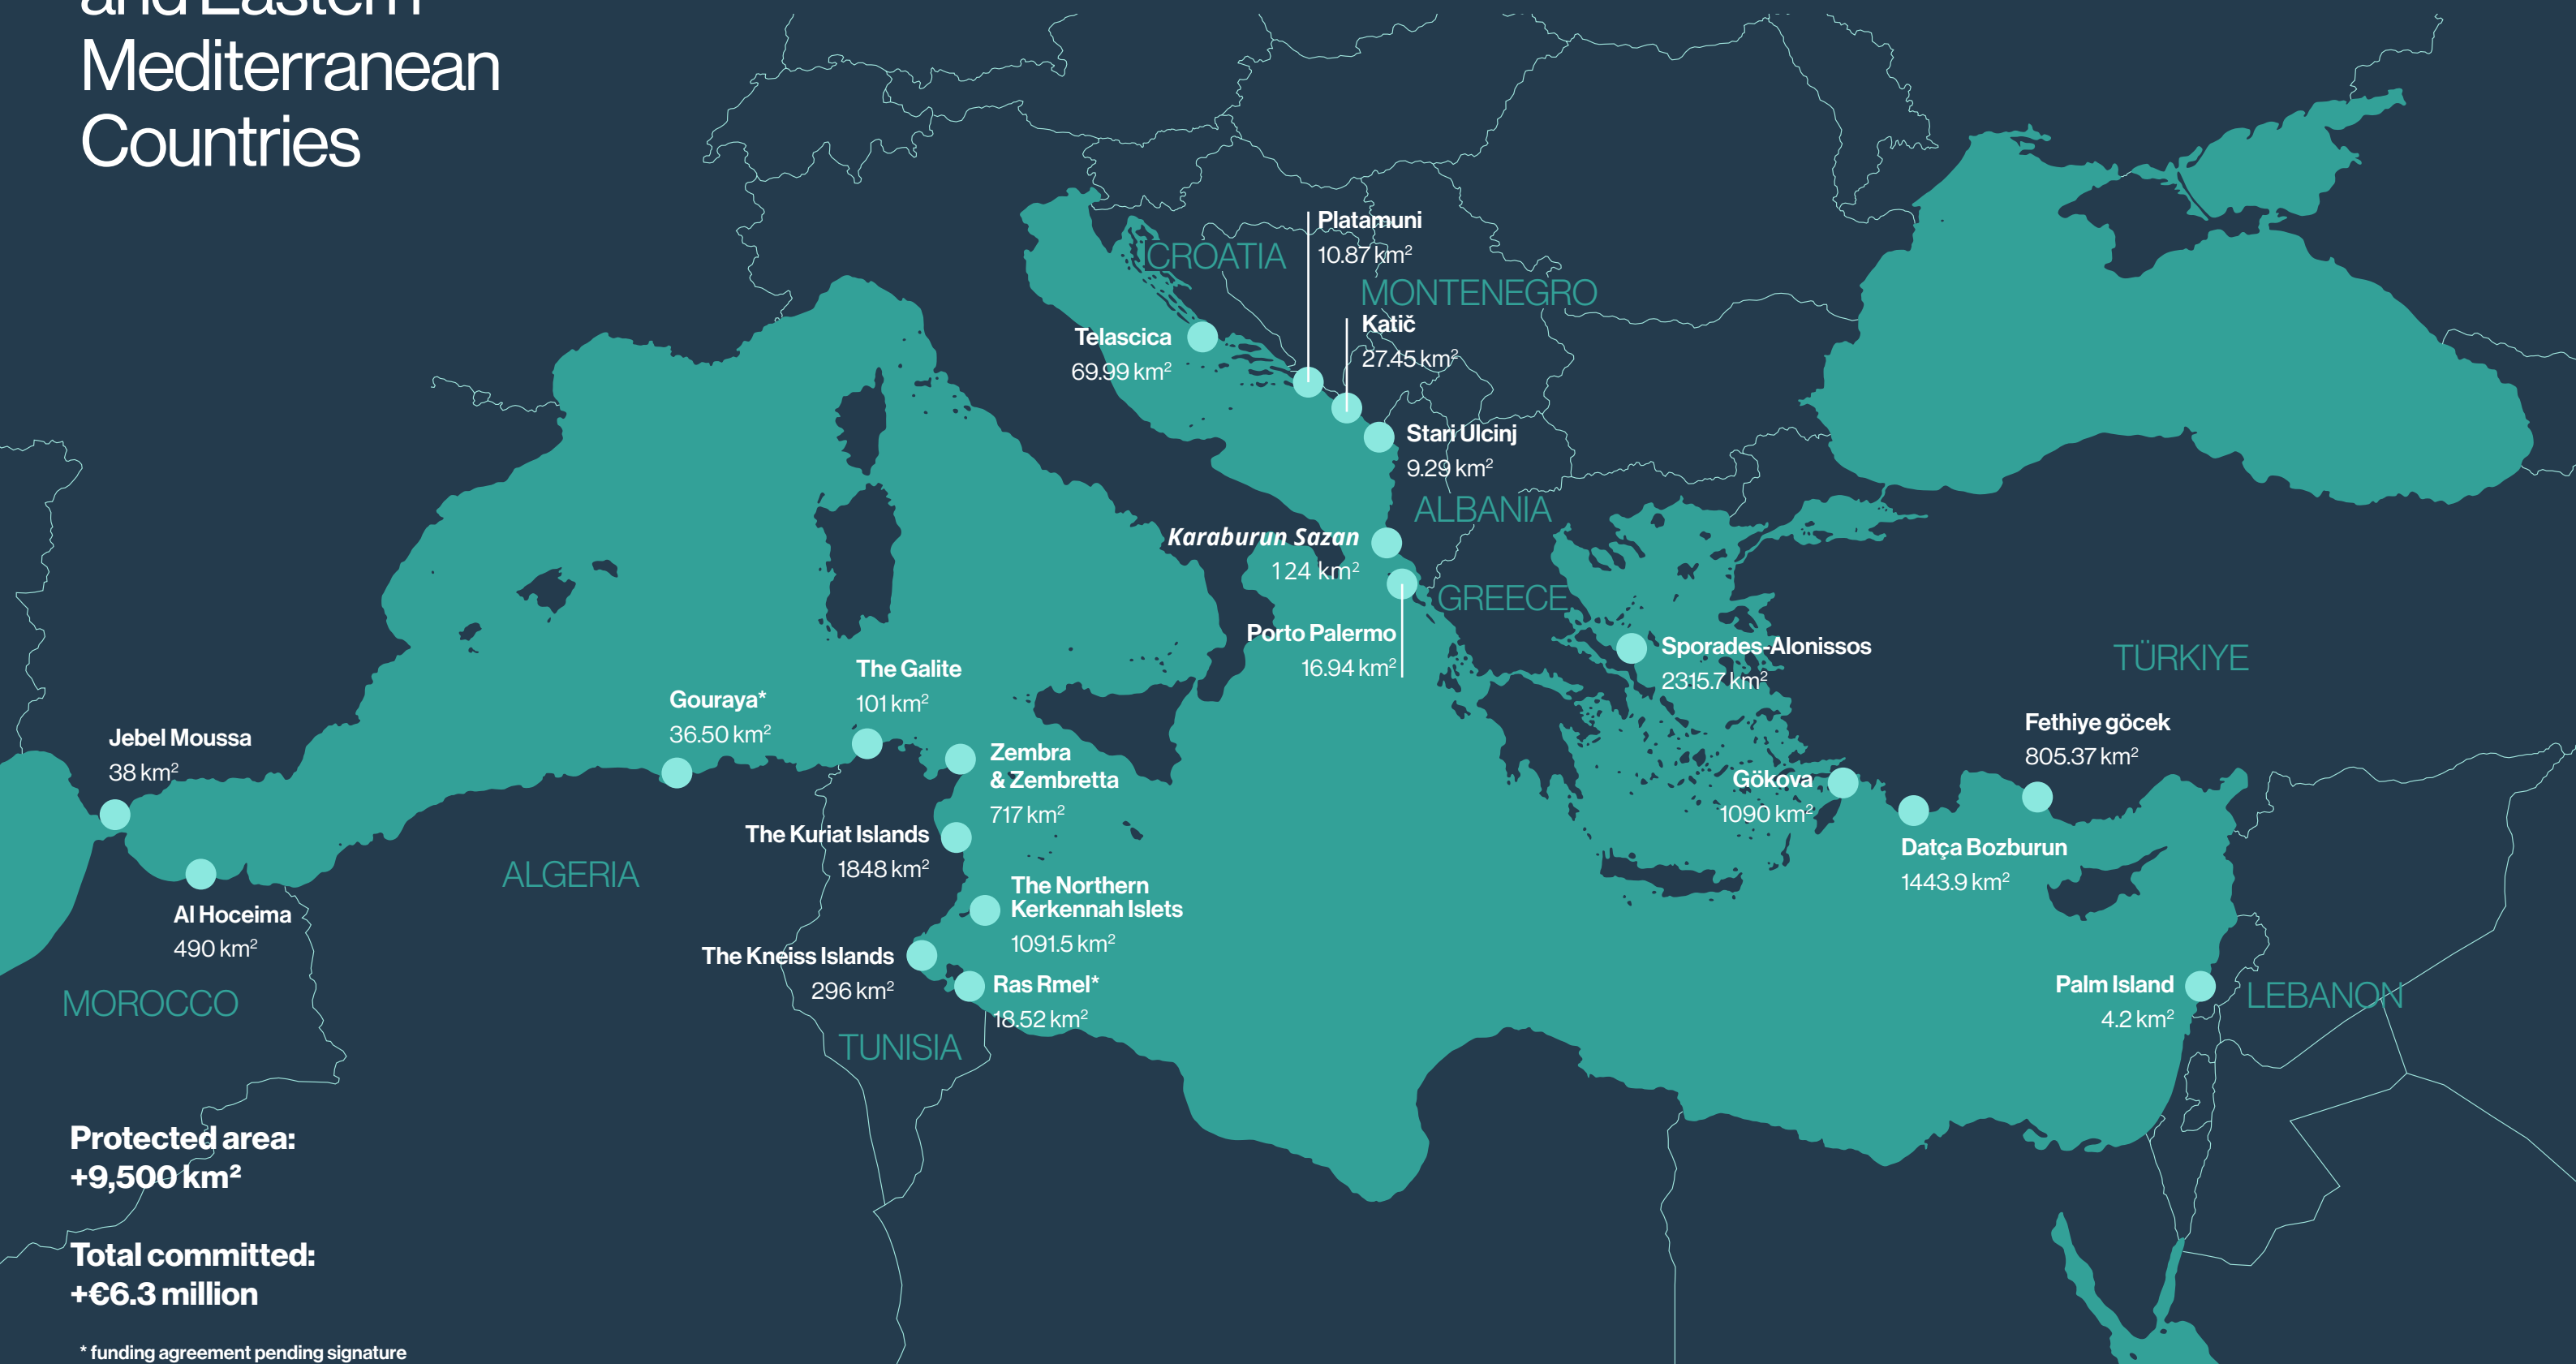 and Eastern
Mediterranean
Countries
Platamuni
10.87 km²
CROATIA
MONTENEGRO
Katič
27.45 km²
Telascica
69.99 km²
Stari Ulcinj
9.29 km²
ALBANIA
Karaburun Sazan
124 km²
GREECE
Porto Palermo
16.94 km²
Sporades-Alonissos
2315.7 km²
TÜRKIYE
The Galite
101 km²
Gouraya*
36.50 km²
Jebel Moussa
38 km²
Zembra
& Zembretta
717 km²
Fethiye göcek
805.37 km²
Gökova
1090 km²
The Kuriat Islands
1848 km²
Datça Bozburun
1443.9 km²
ALGERIA
Al Hoceima
490 km²
The Northern
Kerkennah Islets
1091.5 km²
The Kneiss Islands
296 km²
Ras Rmel*
18.52 km²
Palm Island
4.2 km²
LEBANON
MOROCCO
TUNISIA
Protected area:
+9,500 km²
Total committed:
+€6.3 million
* funding agreement pending signature